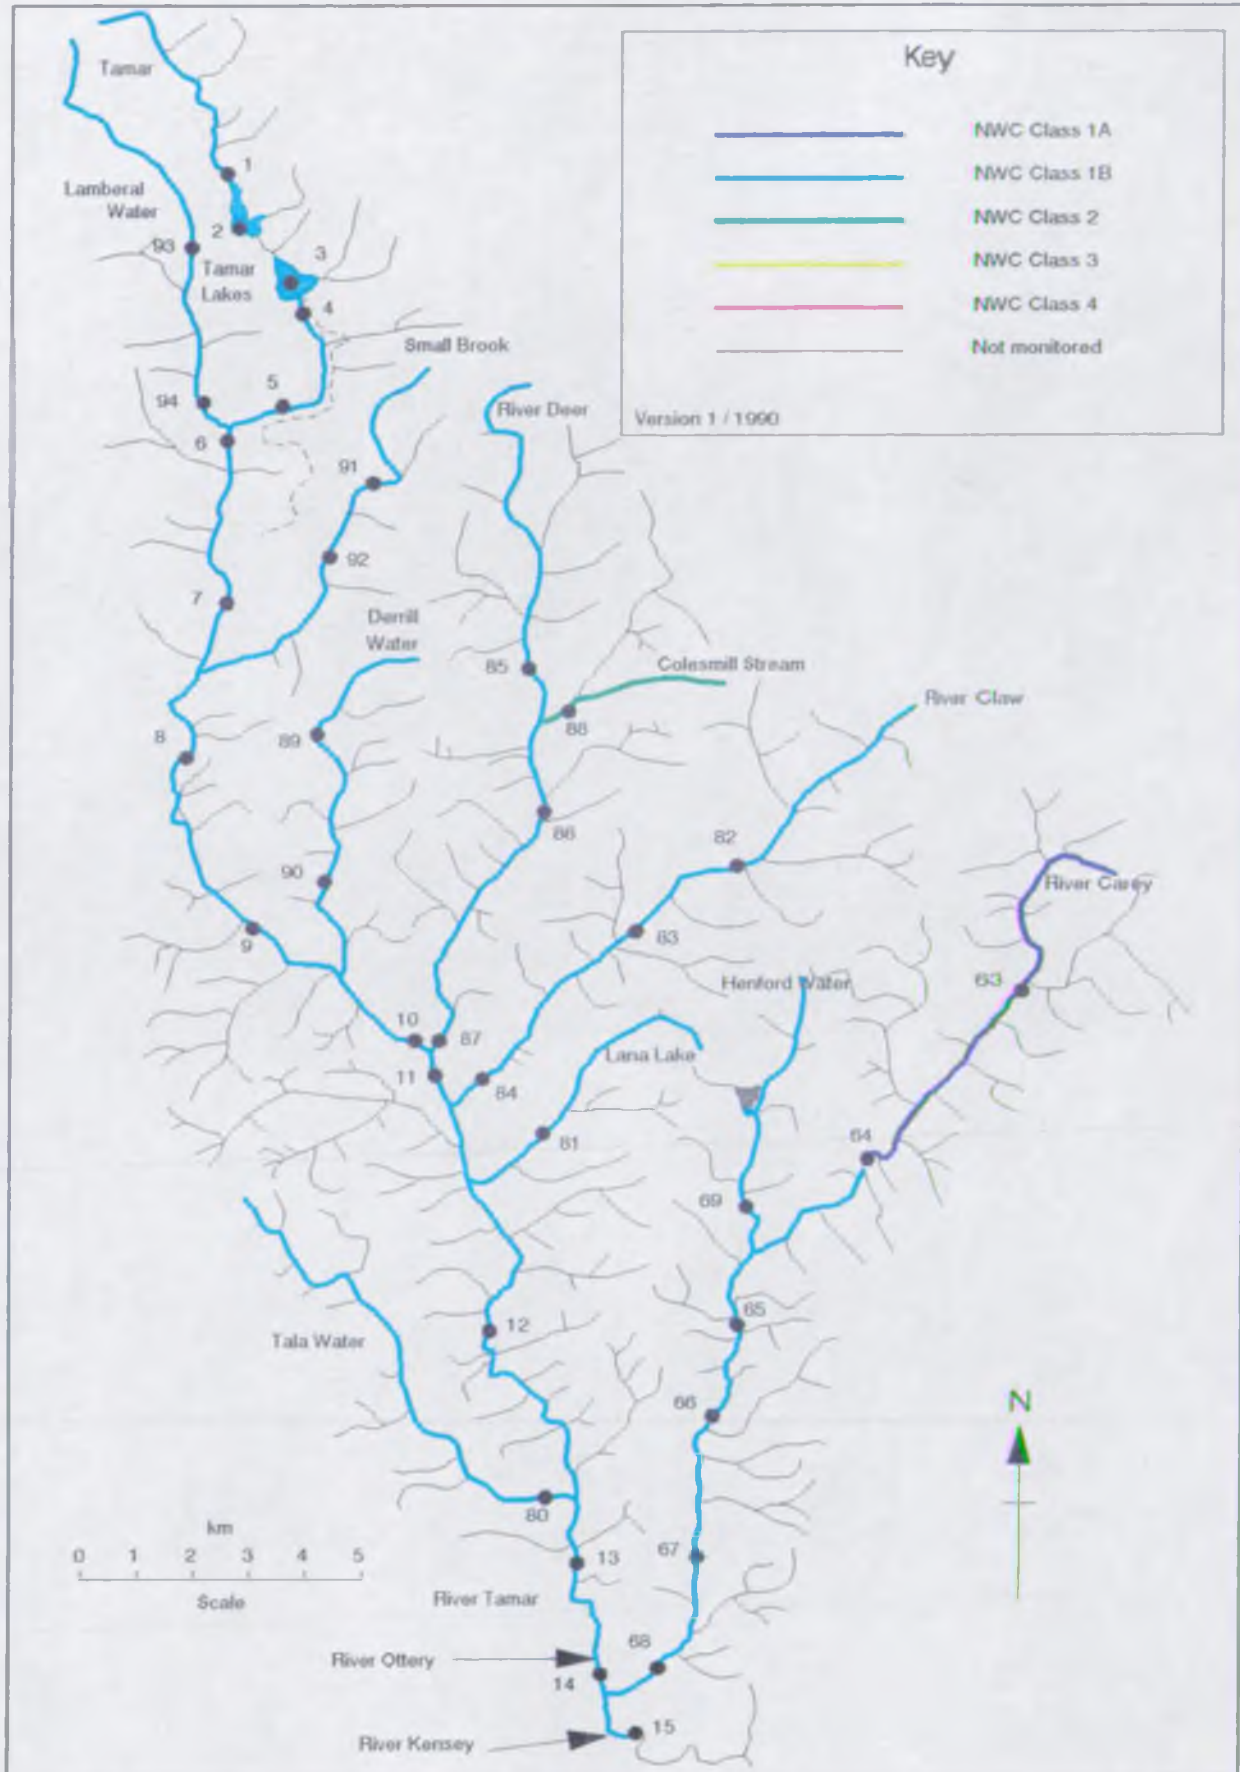 Key
NWC Class 1A
NWC Class 1B
NWC Class 2
NWC Class 3
NWC Class 4
Not monitored
Version 1 / 1990
Tamar
1
Lamberal
Water
2
93
3
Tamar
Lakes
4
Small Brook
5
94
River Deer
6
91
92
7
Derrill
Water
85
Colesmill Stream
88
River Claw
8
89
86
82
90
River Carey
9
83
63
Henford Water
10
87
Lana Lake
11
84
81
64
69
12
65
Tala Water
66
N
80
km
0 1 2 3 4 5
Scale
13
67
River Tamar
68
River Ottery
14
15
River Kensey